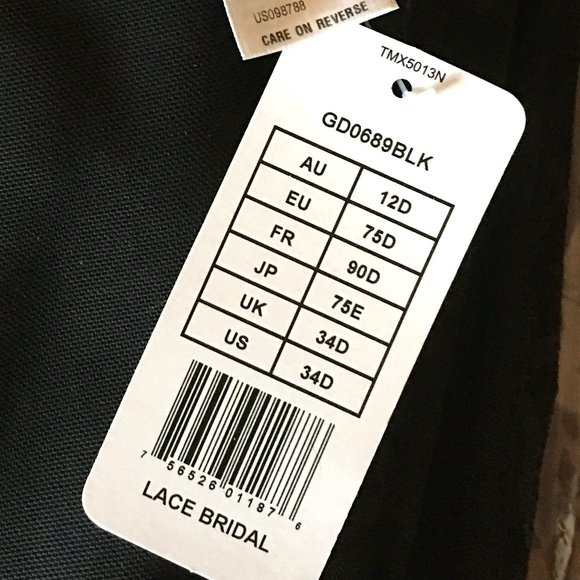 US098788
CARE ON REVERSE
TMX5013N
GD0689BLK
AU 12D
EU 75D
FR 90D
JP 75E
UK 34D
US 34D
7 56526 01187 6
LACE BRIDAL